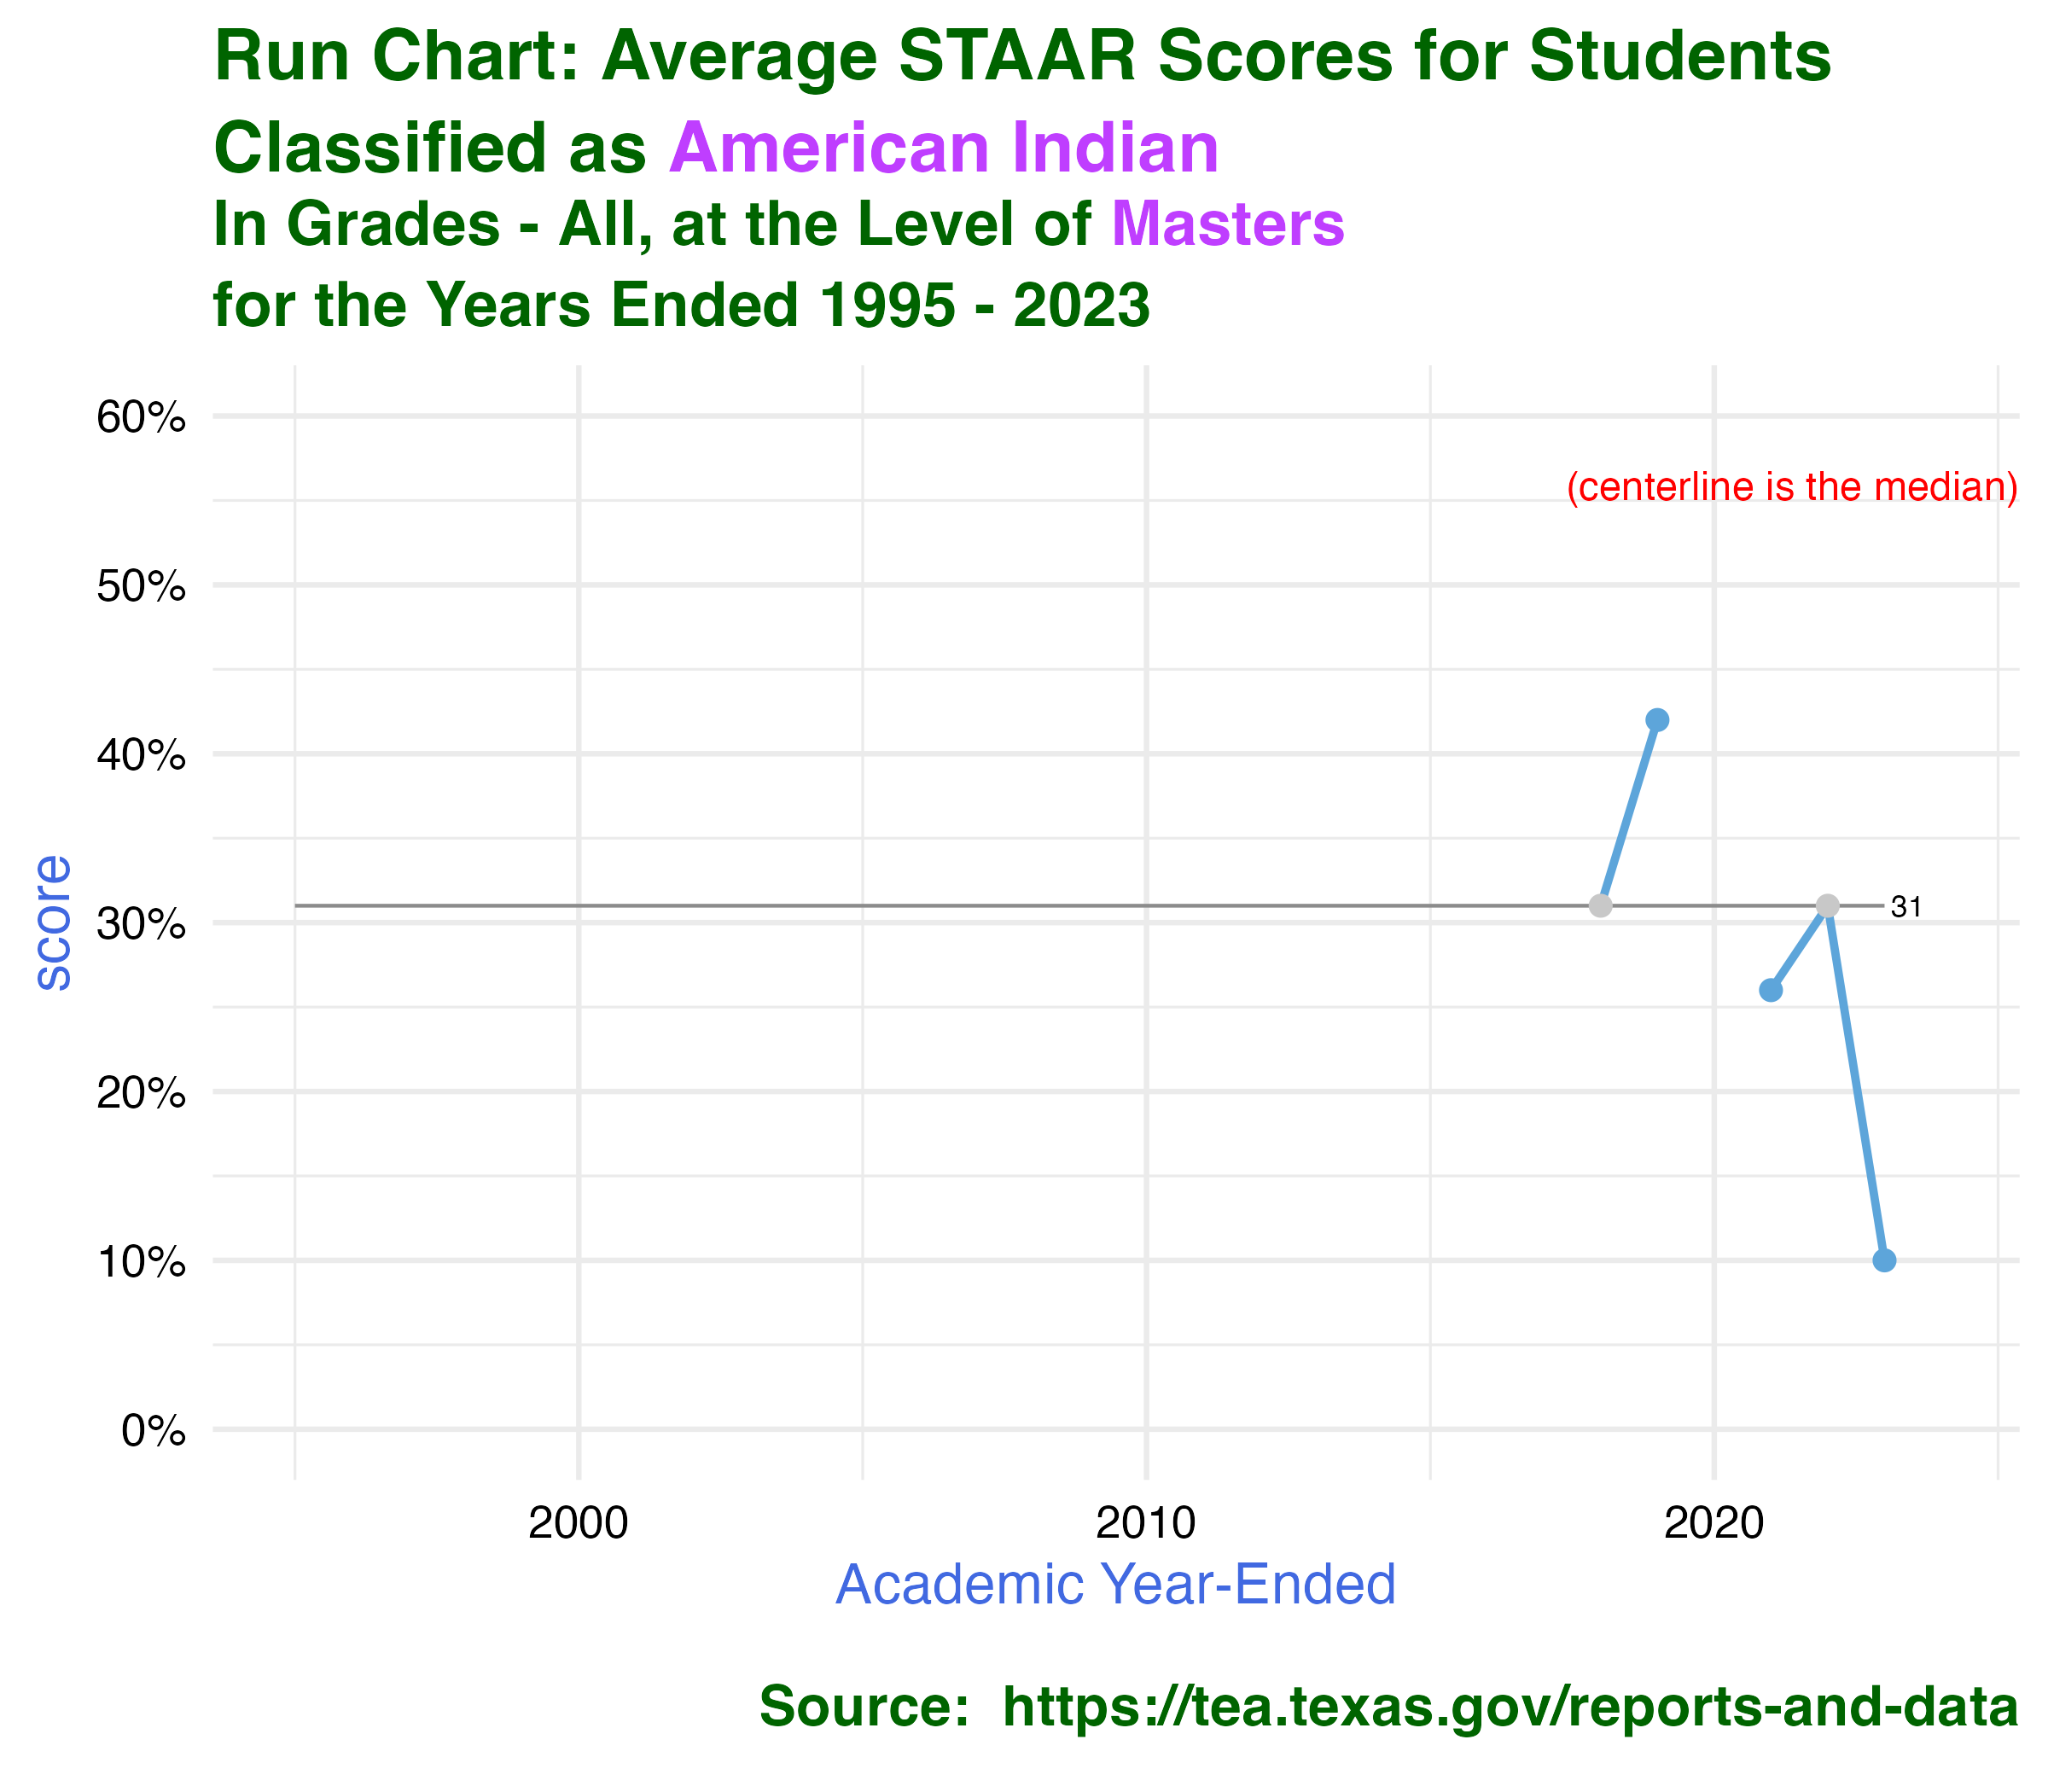 Run Chart: Average STAAR Scores for Students
Classified as American Indian
In Grades - All, at the Level of Masters
for the Years Ended 1995 - 2023
60%
(centerline is the median)
50%
40%
31
30%
20%
10%
0%
score
2000 2010 2020
Academic Year-Ended
Source:  https://tea.texas.gov/reports-and-data